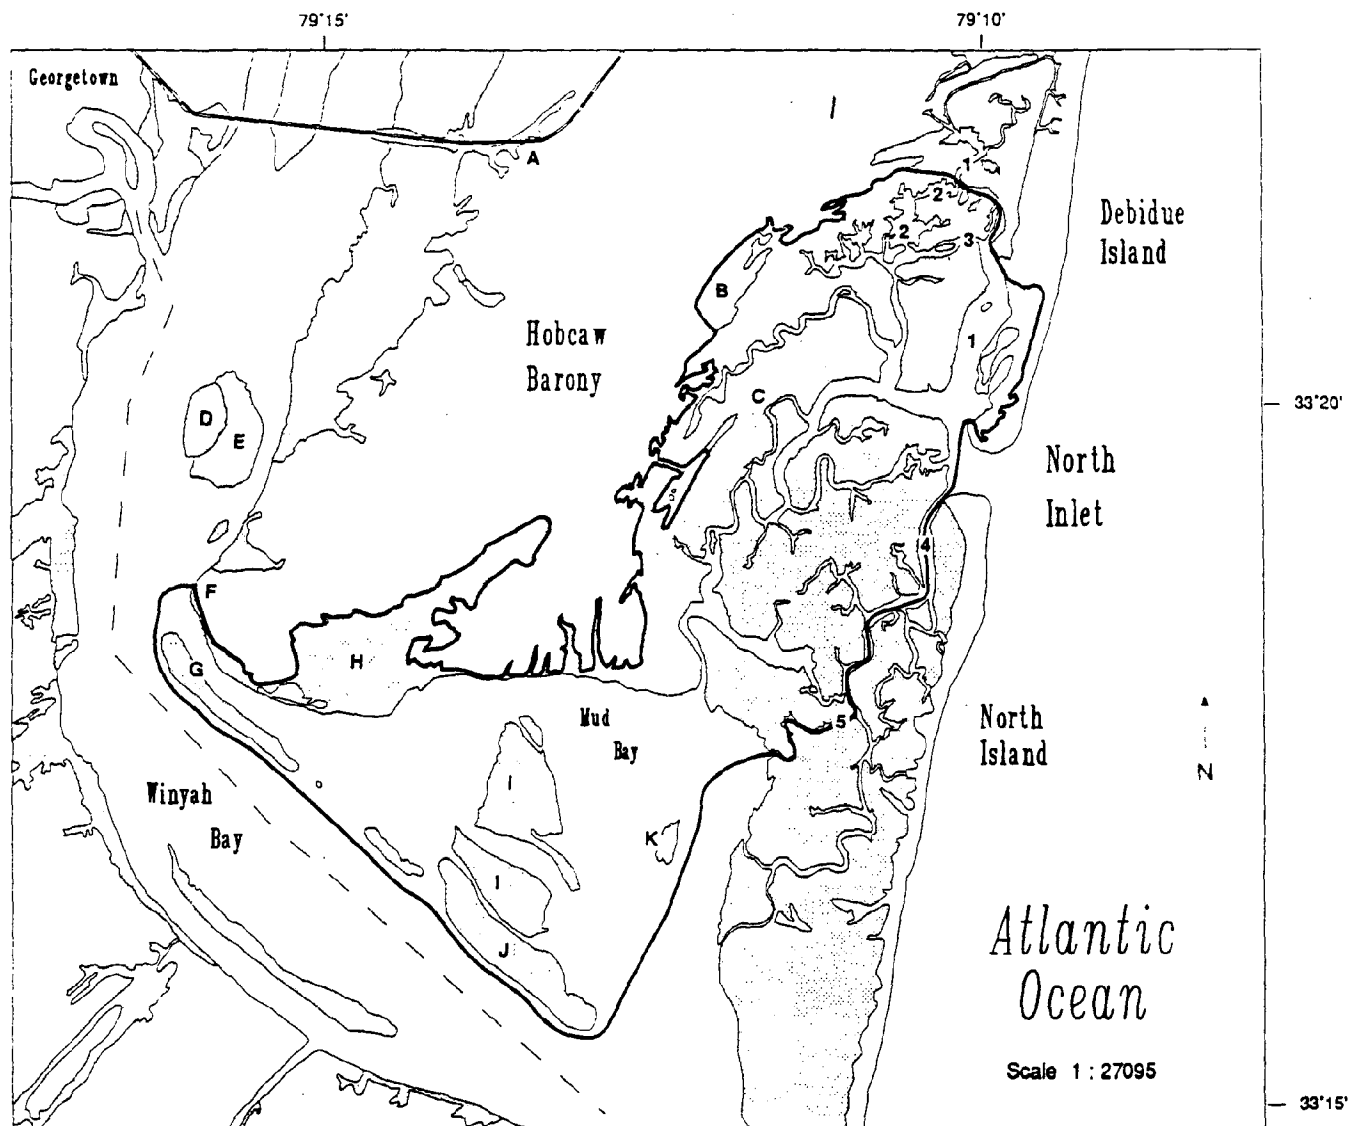 79°15'
79°10'
Georgetown
A
1
2
2
3
Debidue
Island
B
1
Hobcaw
Barony
C
33°20'
D
E
North
Inlet
4
F
H
G
Mud
Bay
5
North
Island
N
I
Winyah
Bay
K
I
J
Atlantic
Ocean
Scale 1 : 27095
33°15'